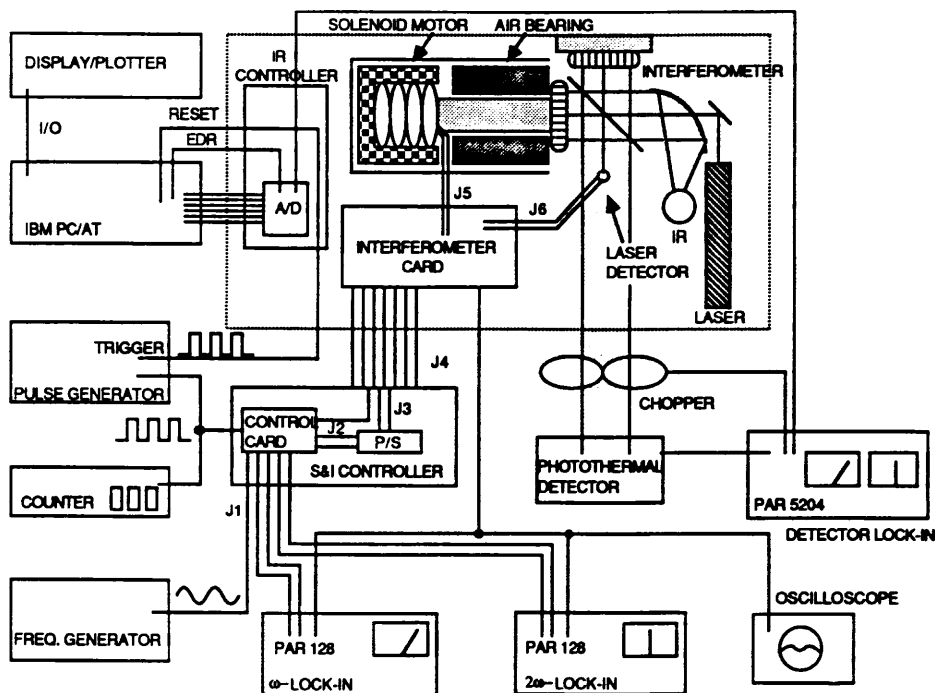 SOLENOID MOTOR
AIR BEARING
DISPLAY/PLOTTER
IR
CONTROLLER
INTERFEROMETER
RESET
I/O
EDR
A/D
IBM PC/AT
J5
J6
INTERFEROMETER
CARD
IR
LASER
DETECTOR
LASER
TRIGGER
PULSE GENERATOR
J4
CHOPPER
CONTROL
CARD
J2
J3
P/S
S&I CONTROLLER
PHOTOTHERMAL
DETECTOR
COUNTER
J1
PAR 5204
DETECTOR LOCK-IN
FREQ. GENERATOR
OSCILLOSCOPE
PAR 128
ω-LOCK-IN
PAR 128
2ω-LOCK-IN